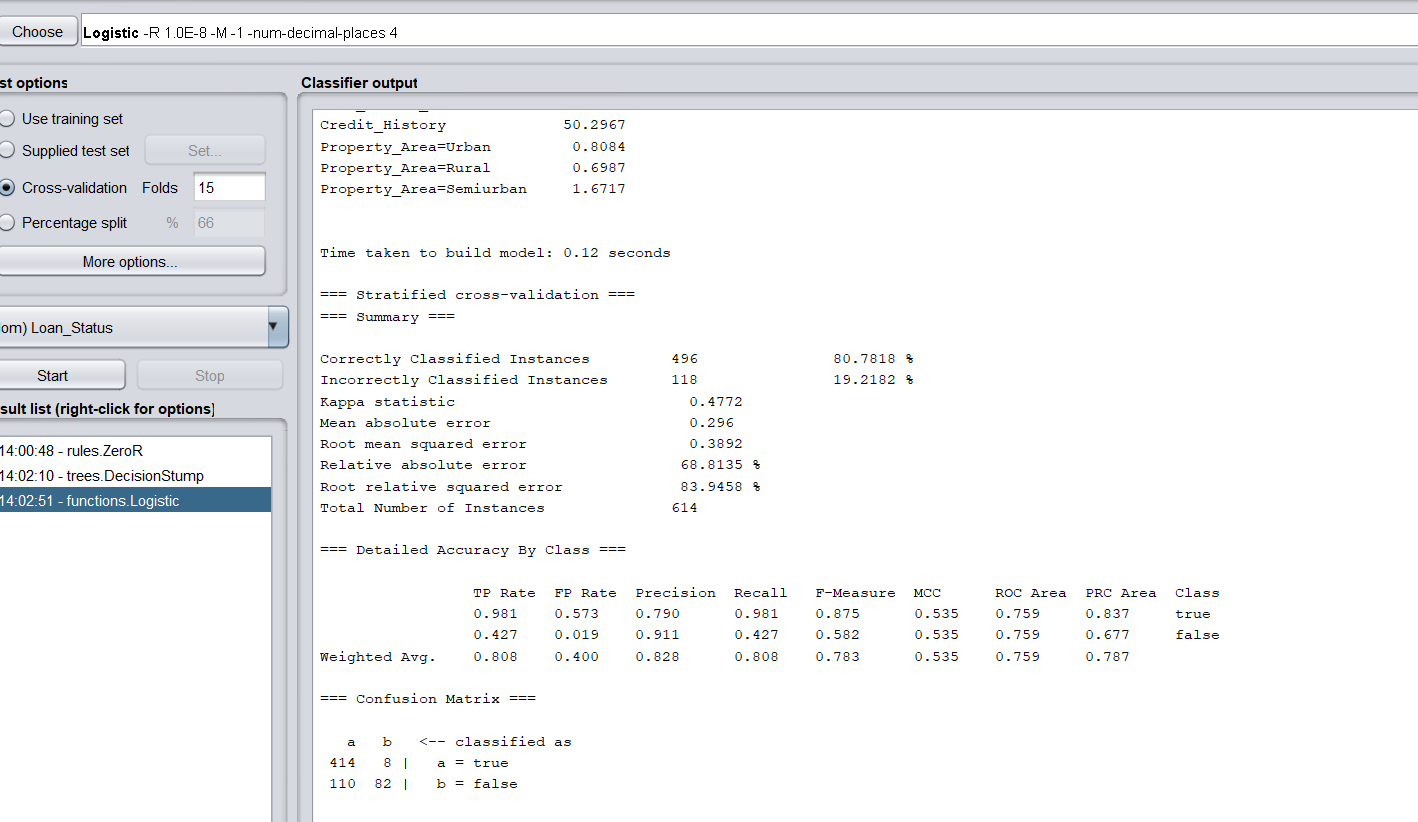 Choose Logistic -R 1.0E-8 -M -1 -num-decimal-places 4
st options
Use training set
Supplied test set Set...
Cross-validation Folds 15
Percentage split % 66
More options...
om) Loan_Status
Start Stop
sult list (right-click for options)
14:00:48 - rules.ZeroR
14:02:10 - trees.DecisionStump
14:02:51 - functions.Logistic
Classifier output
Credit_History 50.2967
Property_Area=Urban 0.8084
Property_Area=Rural 0.6987
Property_Area=Semiurban 1.6717
Time taken to build model: 0.12 seconds
=== Stratified cross-validation ===
=== Summary ===
Correctly Classified Instances 496 80.7818 %
Incorrectly Classified Instances 118 19.2182 %
Kappa statistic 0.4772
Mean absolute error 0.296
Root mean squared error 0.3892
Relative absolute error 68.8135 %
Root relative squared error 83.9458 %
Total Number of Instances 614
=== Detailed Accuracy By Class ===
TP Rate FP Rate Precision Recall F-Measure MCC ROC Area PRC Area Class
0.981 0.573 0.790 0.981 0.875 0.535 0.759 0.837 true
0.427 0.019 0.911 0.427 0.582 0.535 0.759 0.677 false
Weighted Avg. 0.808 0.400 0.828 0.808 0.783 0.535 0.759 0.787
=== Confusion Matrix ===
a b <-- classified as
414 8 | a = true
110 82 | b = false